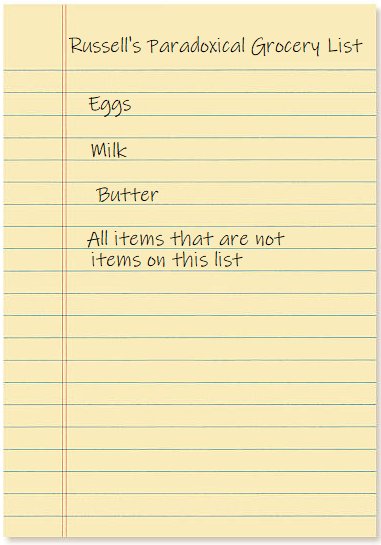 Russell's Paradoxical Grocery List
Eggs
Milk
Butter
All items that are not
items on this list